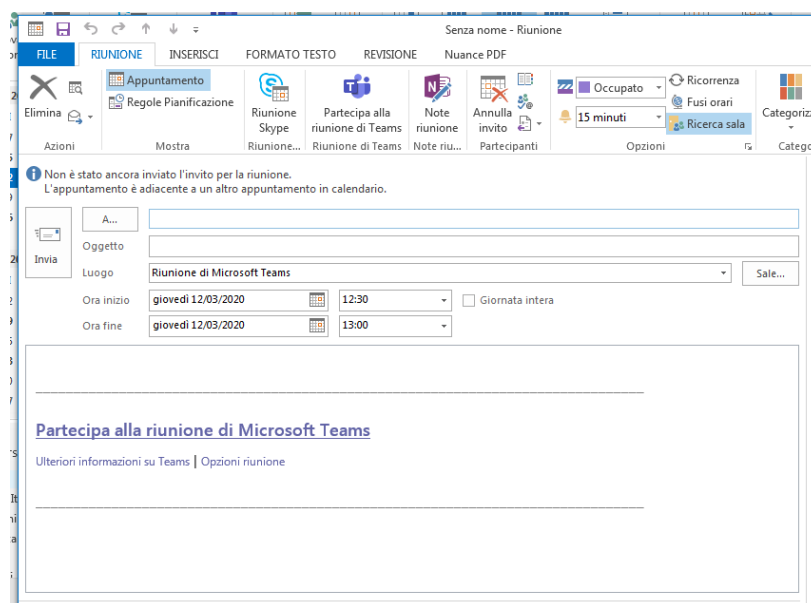 Senza nome - Riunione
FILE RIUNIONE INSERISCI FORMATO TESTO REVISIONE Nuance PDF
Elimina
Azioni
Appuntamento
Regole Pianificazione
Mostra
Riunione
Skype
Riunione...
Partecipa alla
riunione di Teams
Riunione di Teams
Note
riunione
Note riu...
Annulla
invito
Partecipanti
Occupato
15 minuti
Ricorrenza
Fusi orari
Ricerca sala
Opzioni
Categoriz
Categ
Non è stato ancora inviato l'invito per la riunione.
L'appuntamento è adiacente a un altro appuntamento in calendario.
Invia
A...
Oggetto
Luogo Riunione di Microsoft Teams Sale...
Ora inizio giovedì 12/03/2020 12:30 Giornata intera
Ora fine giovedì 12/03/2020 13:00
Partecipa alla riunione di Microsoft Teams
Ulteriori informazioni su Teams | Opzioni riunione